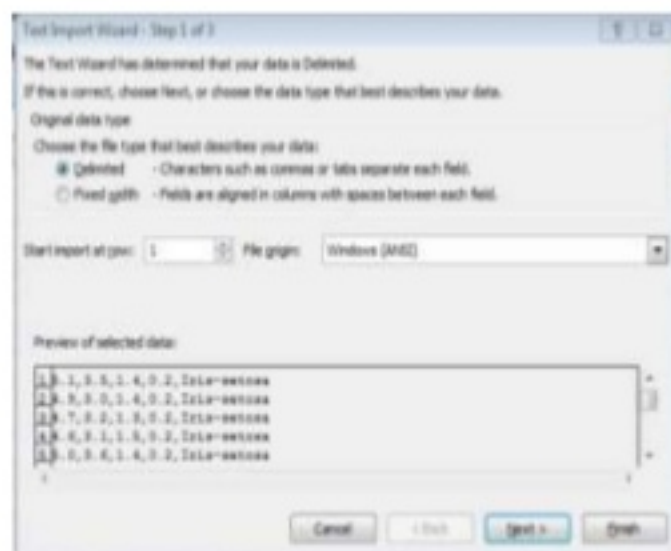 Text Import Wizard - Step 1 of 3
The Text Wizard has determined that your data is Delimited.
If this is correct, choose Next, or choose the data type that best describes your data.
Original data type
Choose the file type that best describes your data:
Delimited - Characters such as commas or tabs separate each field.
Fixed width - Fields are aligned in columns with spaces between each field.
Start import at row: 1 File origin: Windows (ANSI)
Preview of selected data:
1 5.1,3.5,1.4,0.2,Iris-setosa
2 4.9,3.0,1.4,0.2,Iris-setosa
3 4.7,3.2,1.3,0.2,Iris-setosa
4 4.6,3.1,1.5,0.2,Iris-setosa
5 5.0,3.6,1.4,0.2,Iris-setosa
Cancel < Back Next > Finish